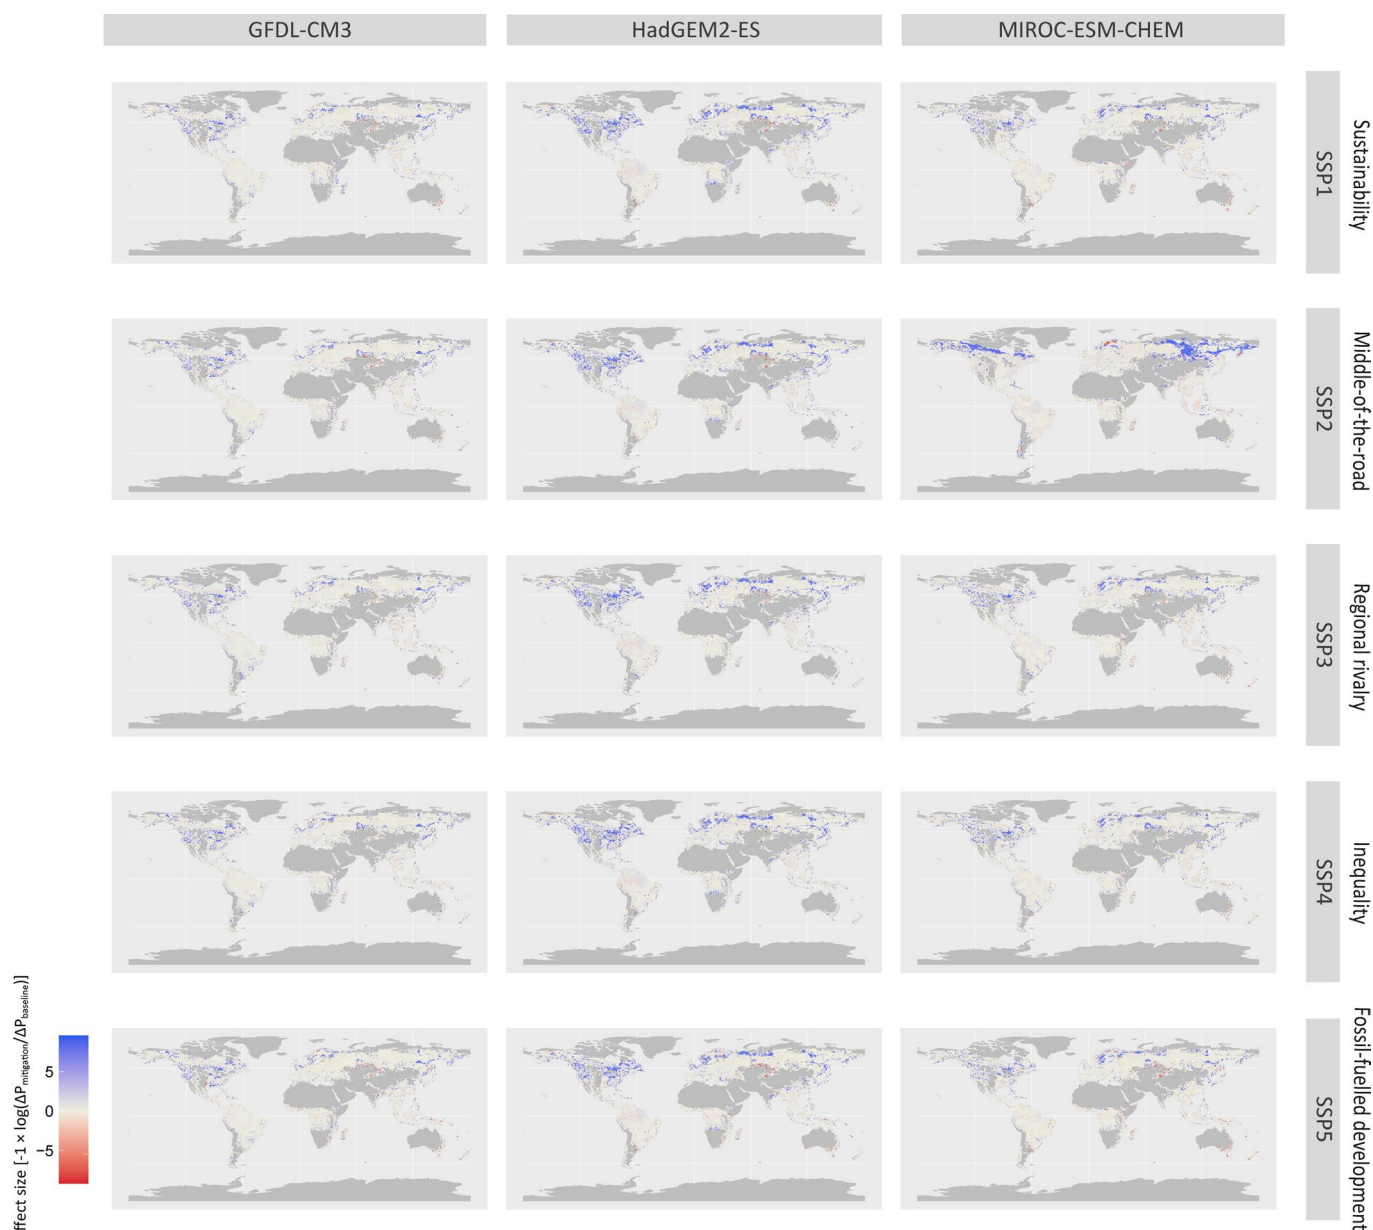 GFDL-CM3
HadGEM2-ES
MIROC-ESM-CHEM
Sustainability
SSP1
Middle-of-the-road
SSP2
Regional rivalry
SSP3
Inequality
SSP4
Fossil-fuelled development
SSP5
ffect size [-1 × log(ΔPmitigation/ΔPbaseline)]
5
0
−5